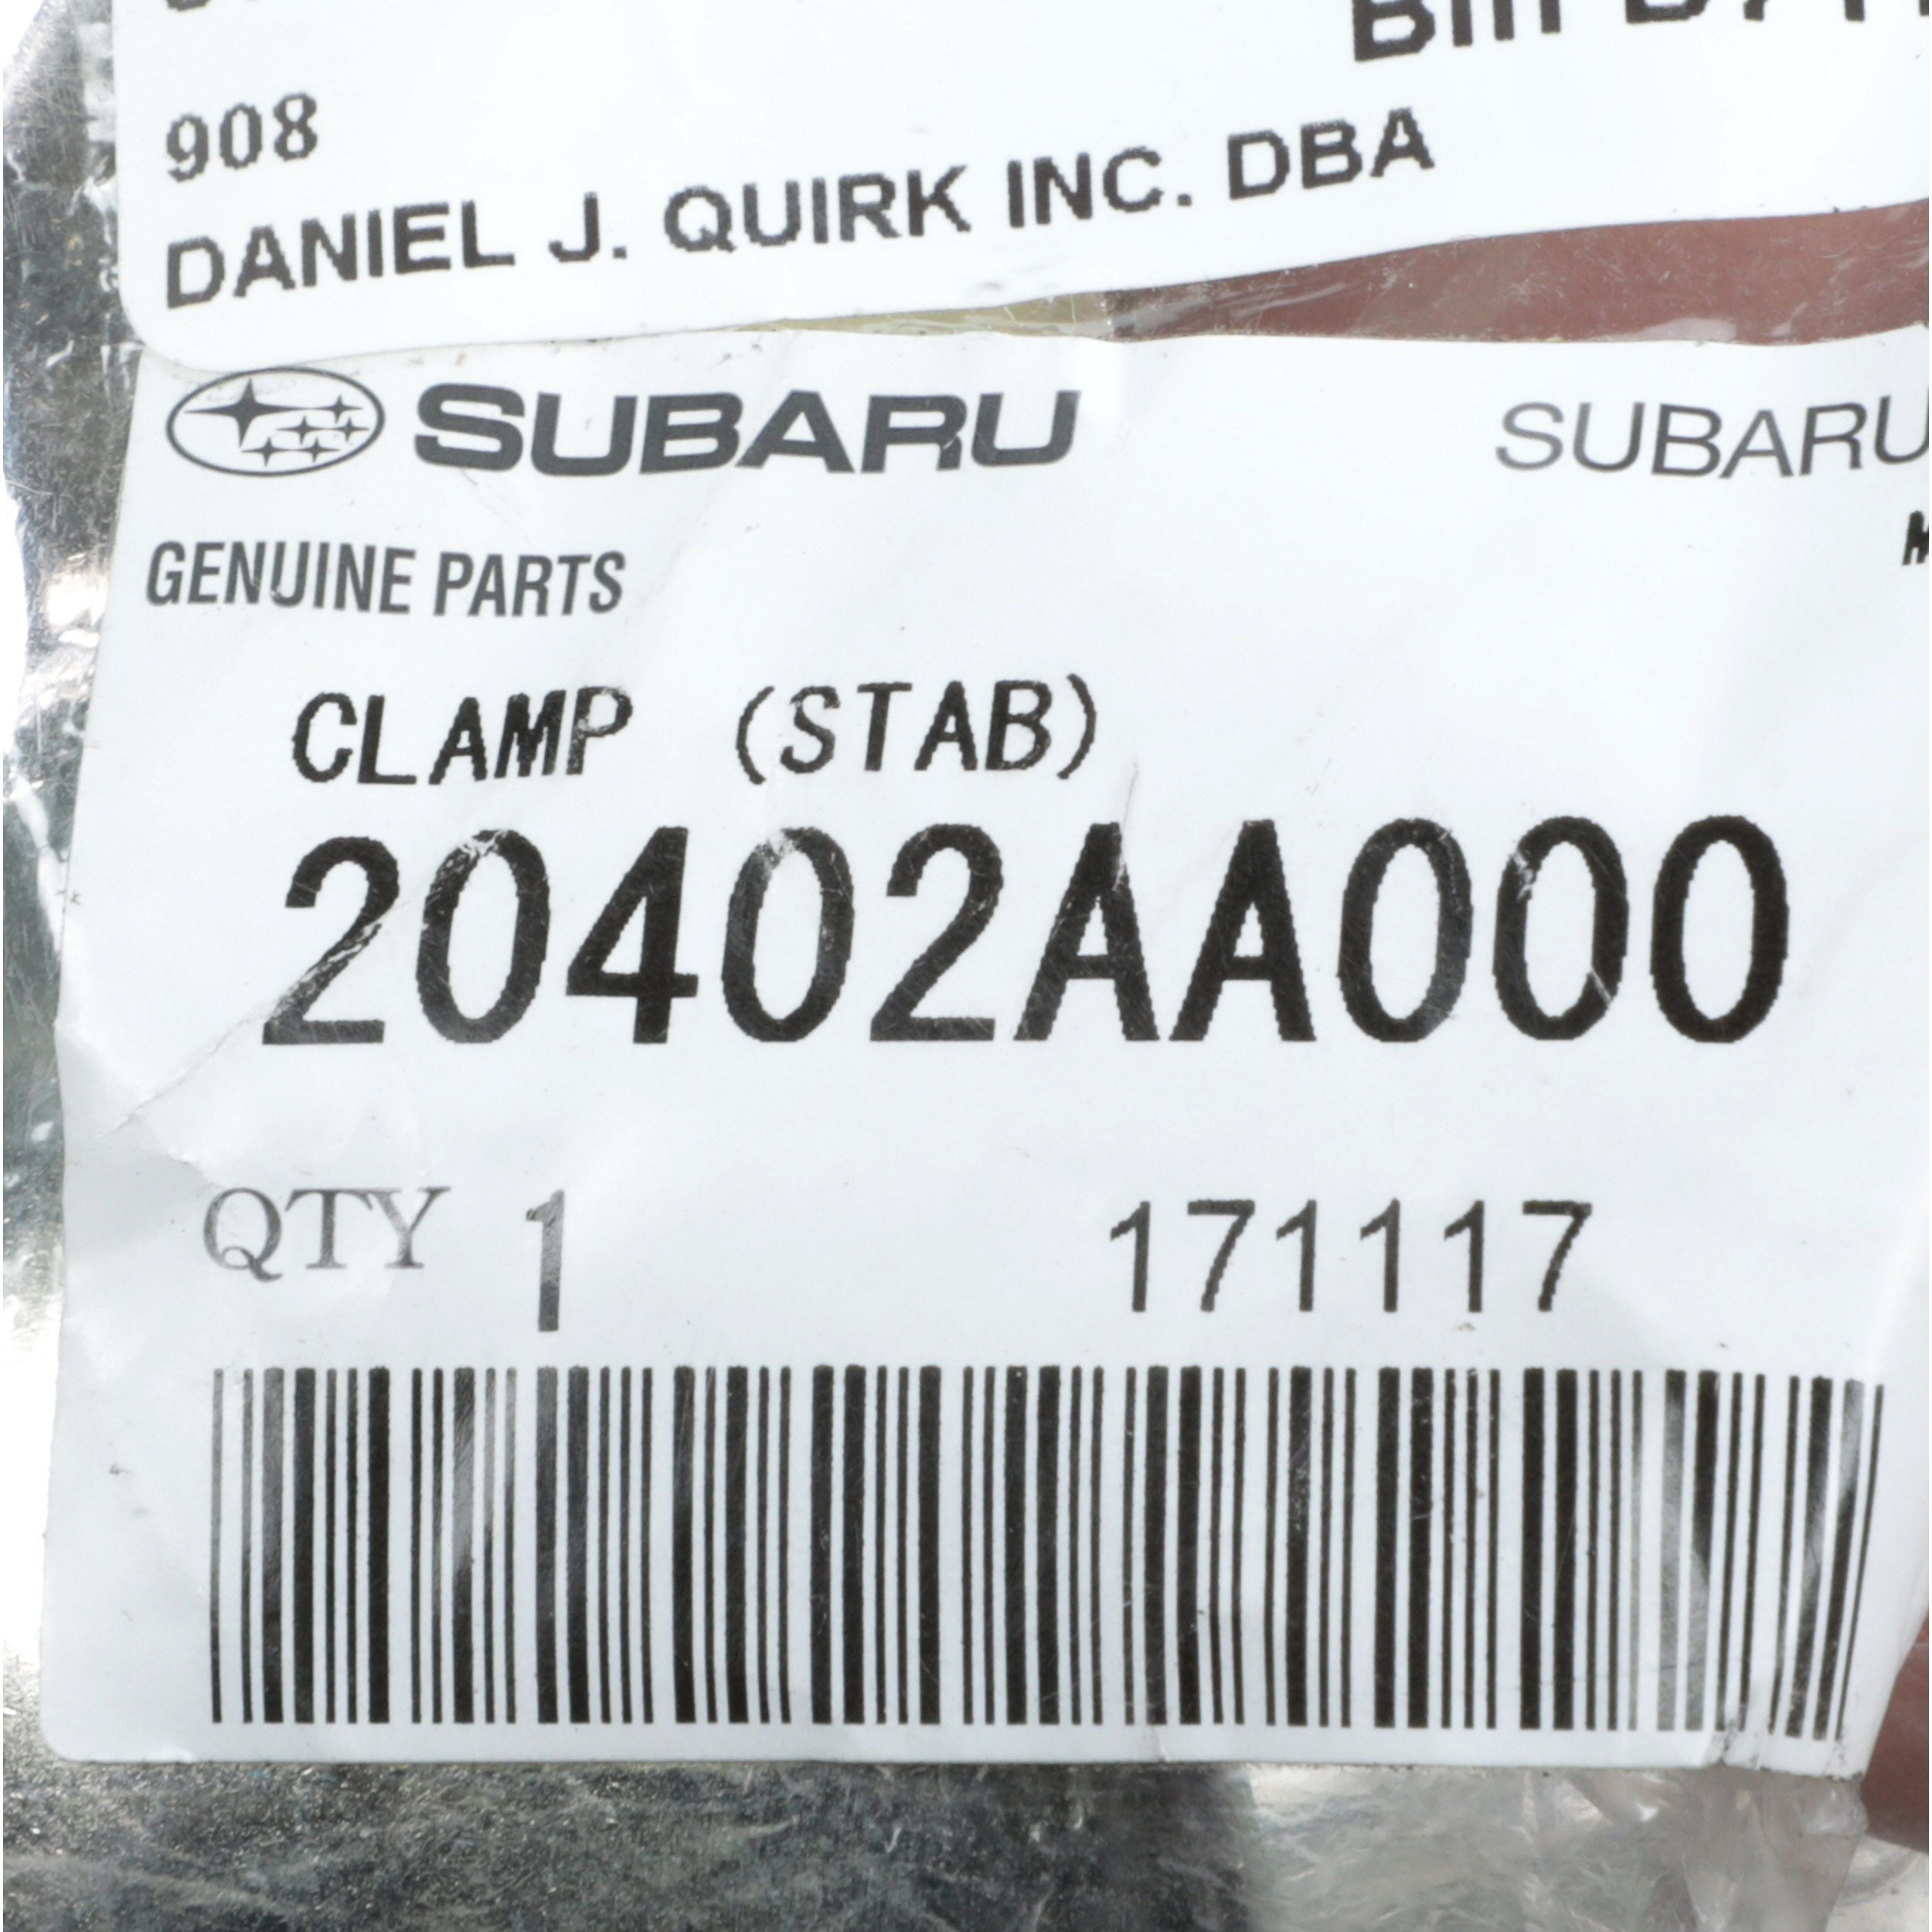 908
DANIEL J. QUIRK INC. DBA
SUBARU SUBARU
GENUINE PARTS
CLAMP (STAB)
20402AA000
QTY 1 171117